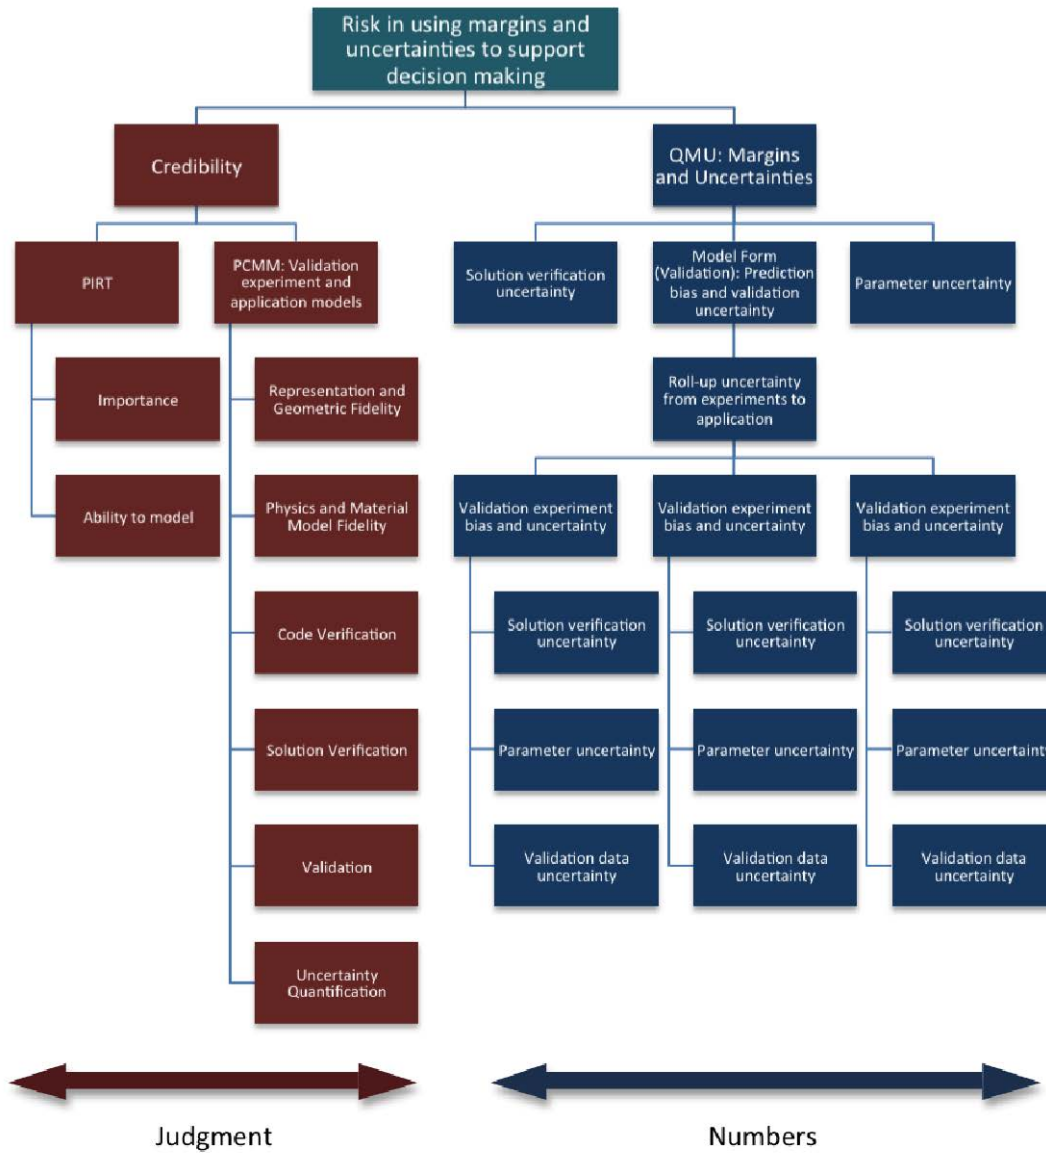 Risk in using margins and
uncertainties to support
decision making
Credibility
QMU: Margins
and Uncertainties
PIRT
PCMM: Validation
experiment and
application models
Solution verification
uncertainty
Model Form
(Validation): Prediction
bias and validation
uncertainty
Parameter uncertainty
Importance
Representation and
Geometric Fidelity
Roll-up uncertainty
from experiments to
application
Ability to model
Physics and Material
Model Fidelity
Validation experiment
bias and uncertainty
Validation experiment
bias and uncertainty
Validation experiment
bias and uncertainty
Code Verification
Solution verification
uncertainty
Solution verification
uncertainty
Solution verification
uncertainty
Solution Verification
Parameter uncertainty
Parameter uncertainty
Parameter uncertainty
Validation
Validation data
uncertainty
Validation data
uncertainty
Validation data
uncertainty
Uncertainty
Quantification
Judgment
Numbers